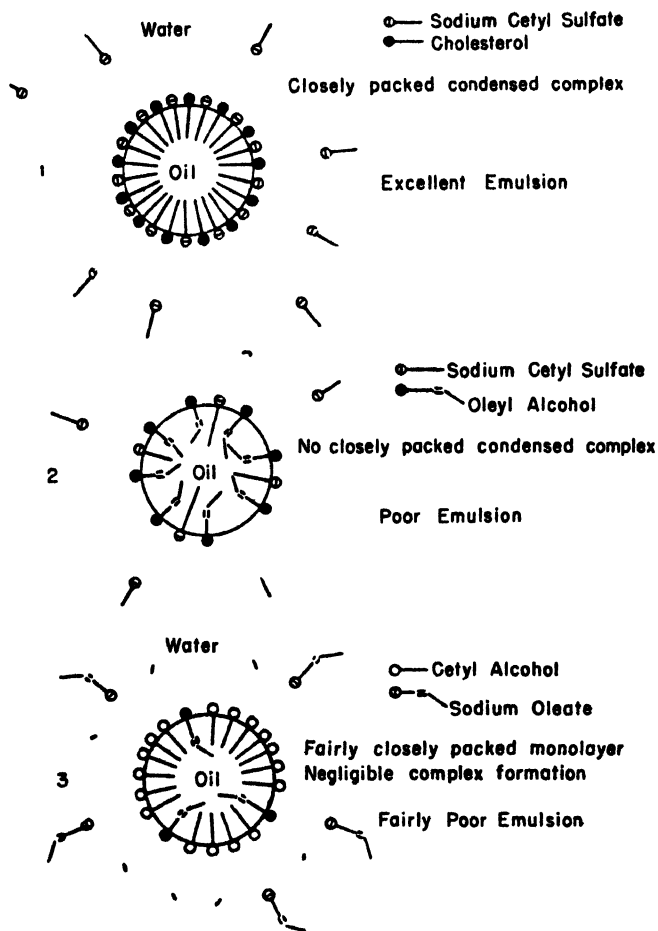 Water
Sodium Cetyl Sulfate
Cholesterol
Closely packed condensed complex
1
Oil
Excellent Emulsion
Sodium Cetyl Sulfate
Oleyl Alcohol
No closely packed condensed complex
2
Oil
Poor Emulsion
Water
Cetyl Alcohol
Sodium Oleate
Fairly closely packed monolayer
Negligible complex formation
3
Oil
Fairly Poor Emulsion